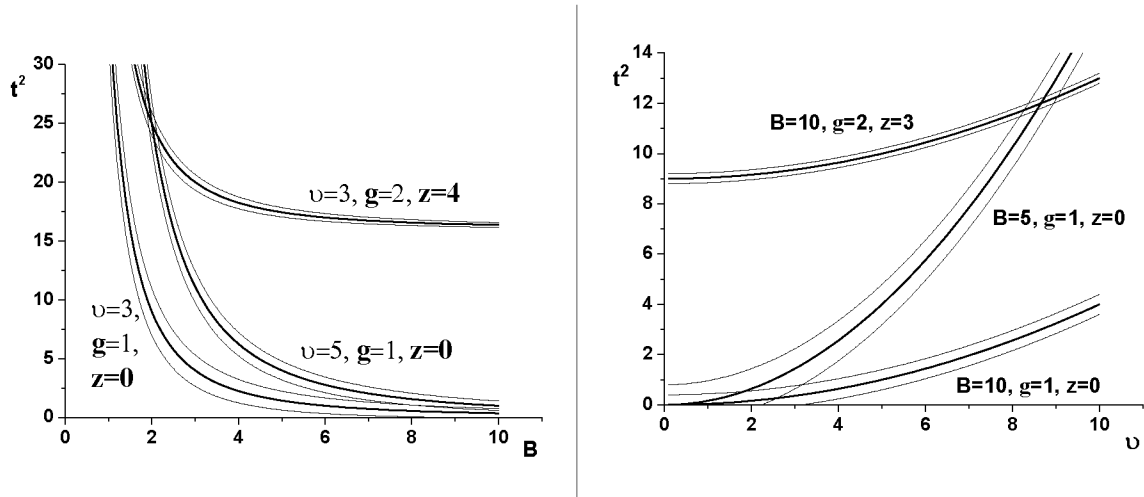 t²
30
25
20
15
10
5
0
0 2 4 6 8 10
B
υ=3, g=2, z=4
υ=3,
g=1,
z=0
υ=5, g=1, z=0
t²
14
12
10
8
6
4
2
0
0 2 4 6 8 10
υ
B=10, g=2, z=3
B=5, g=1, z=0
B=10, g=1, z=0